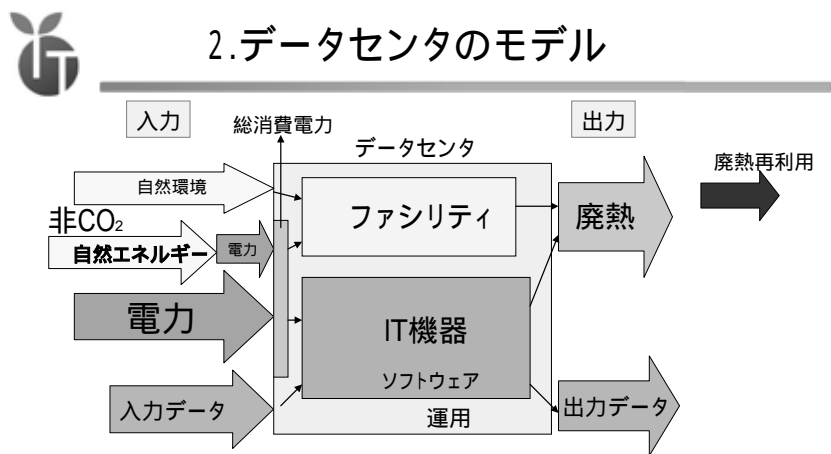 IT
2.データセンタのモデル
入力
総消費電力
出力
データセンタ
廃熱再利用
自然環境
ファシリティ
廃熱
非CO₂
自然エネルギー
電力
電力
IT機器
ソフトウェア
入力データ
出力データ
運用